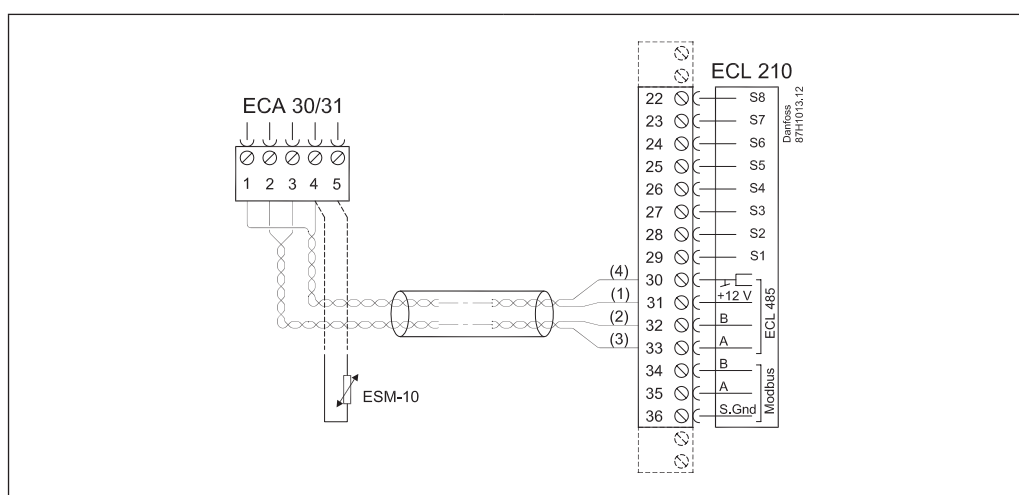 ECA 30/31
1 2 3 4 5
ESM-10
(4)
(1)
(2)
(3)
ECL 210
22 S8
23 S7
24 S6
25 S5
26 S4
27 S3
28 S2
29 S1
30
31 +12 V
32 B
33 A
34 B
35 A
36 S.Gnd
ECL 485
Modbus
Danfoss
87H1013.12